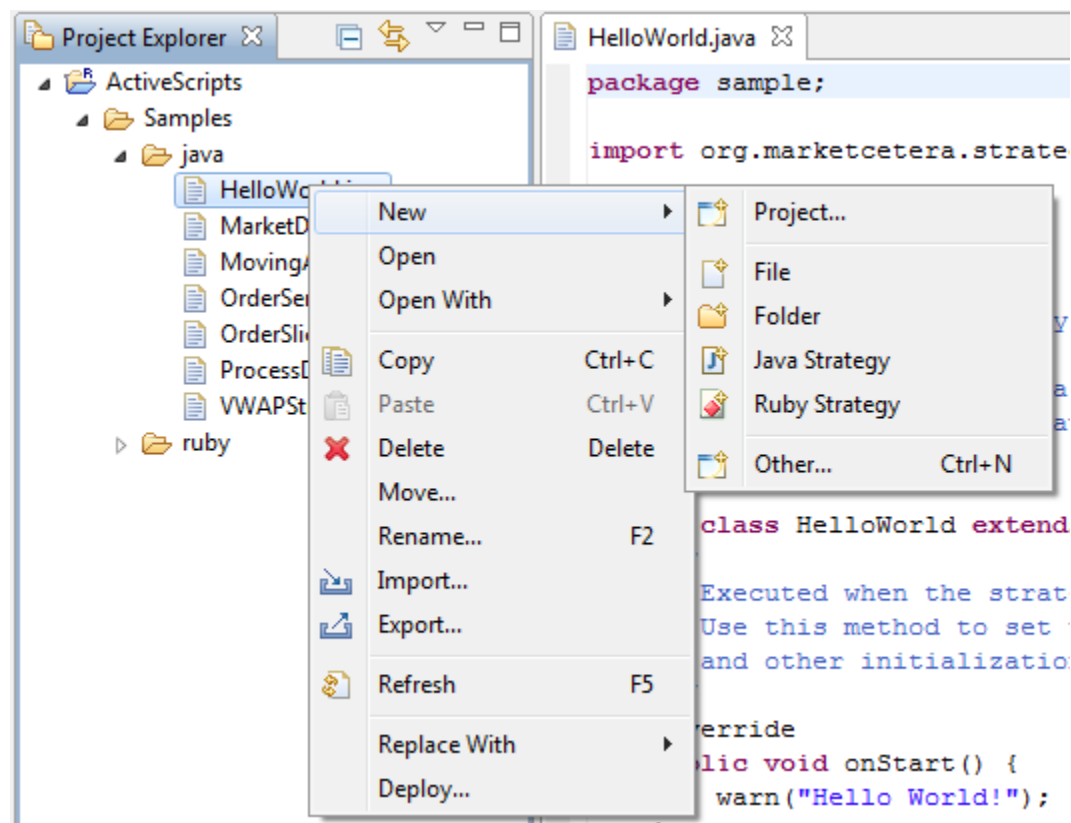 Project Explorer
ActiveScripts
Samples
java
HelloWo
MarketD
Moving
OrderSe
OrderSli
Process
VWAPSt
ruby
New
Open
Open With
Copy Ctrl+C
Paste Ctrl+V
Delete Delete
Move...
Rename... F2
Import...
Export...
Refresh F5
Replace With
Deploy...
Project...
File
Folder
Java Strategy
Ruby Strategy
Other... Ctrl+N
HelloWorld.java
package sample;
import org.marketcetera.strate
class HelloWorld extend
Executed when the strat
Use this method to set
and other initializatio
erride
lic void onStart() {
warn("Hello World!");